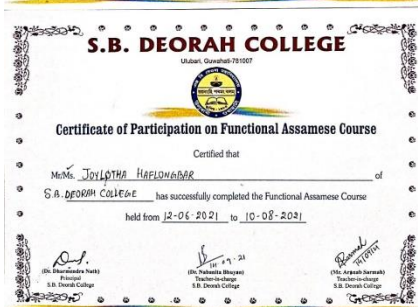 S.B. DEORAH COLLEGE
Ulubari, Guwahati-781007
Certificate of Participation on Functional Assamese Course
Certified that
Mr/Ms. JOYLOTHA HAFLONGBAR of
S.B. DEORAH COLLEGE has successfully completed the Functional Assamese Course
held from 12-06-2021 to 10-08-2021
(Dr. Dharmendra Nath)
Principal
S.B. Deorah College
(Dr. Nabanita Bhuyan)
Teacher-in-charge
S.B. Deorah College
(Mr. Arnab Sarmah)
Teacher-in-charge
S.B. Deorah College